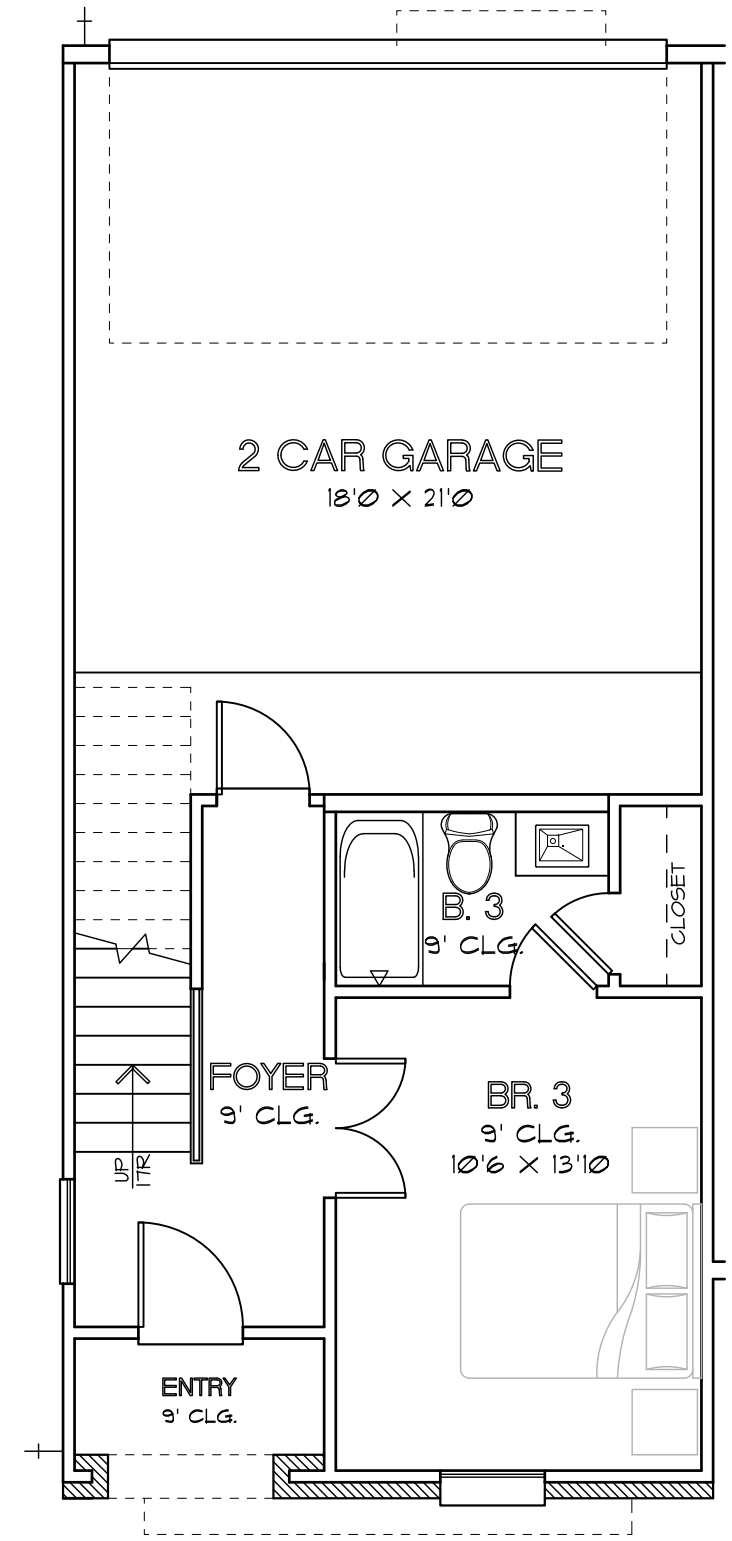 2 CAR GARAGE
18'0 X 21'0
CLOSET
B. 3
9' CLG.
FOYER
9' CLG.
BR. 3
9' CLG.
10'6 X 13'10
UP
17R
ENTRY
9' CLG.